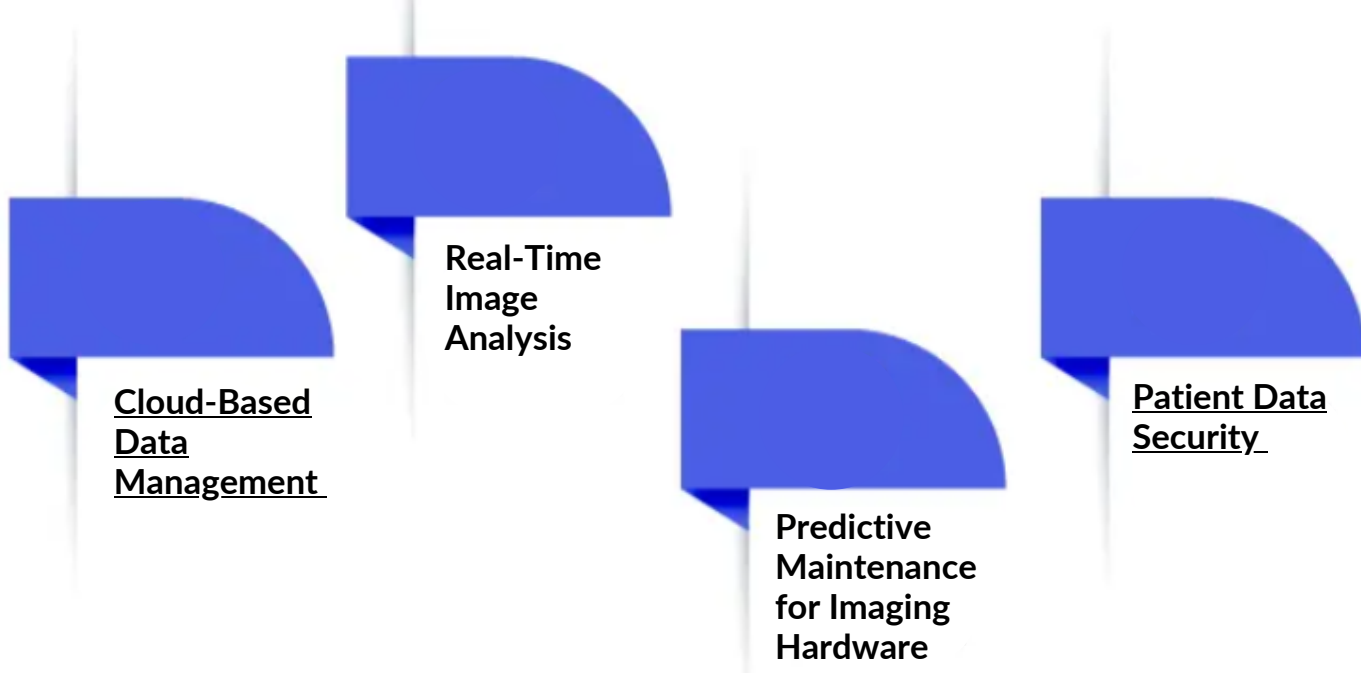 Cloud-Based
Data
Management
Real-Time
Image
Analysis
Predictive
Maintenance
for Imaging
Hardware
Patient Data
Security